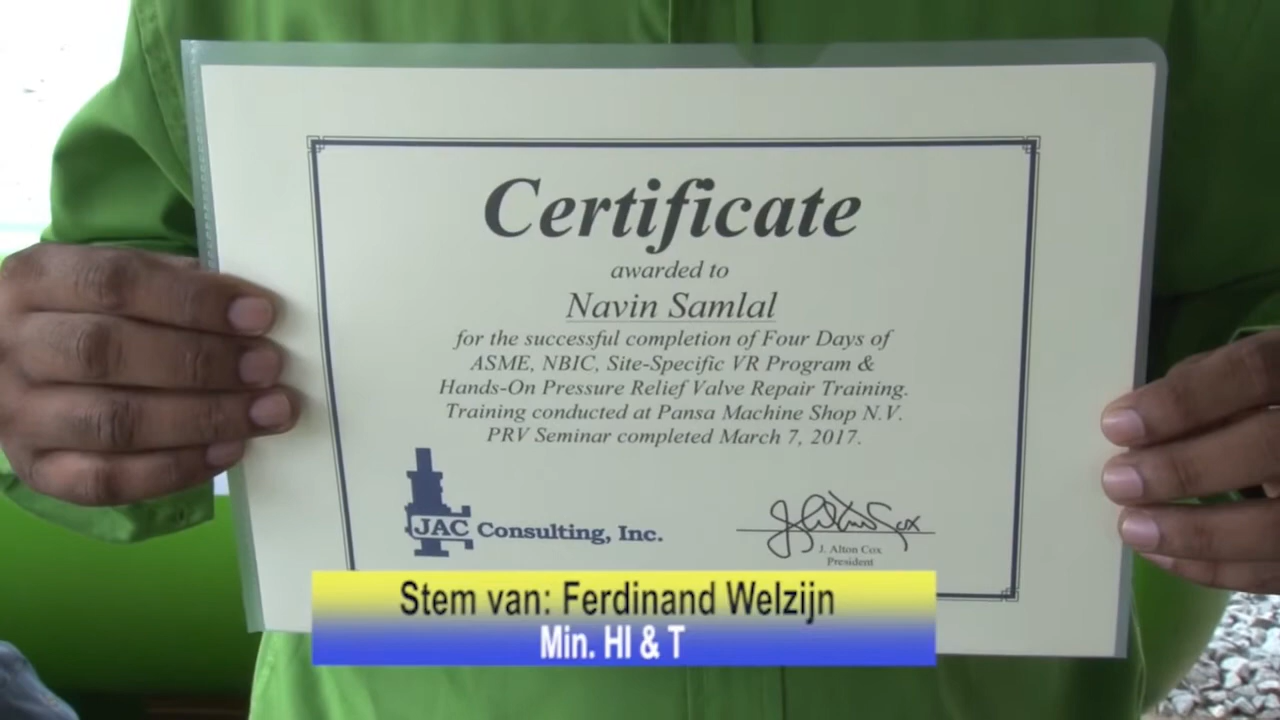 Certificate
awarded to
Navin Samlal
for the successful completion of Four Days of
ASME, NBIC, Site-Specific VR Program &
Hands-On Pressure Relief Valve Repair Training.
Training conducted at Pansa Machine Shop N.V.
PRV Seminar completed March 7, 2017.
JAC Consulting, Inc.
J. Alton Cox
J. Alton Cox
President
Stem van: Ferdinand Welzijn
Min. HI & T